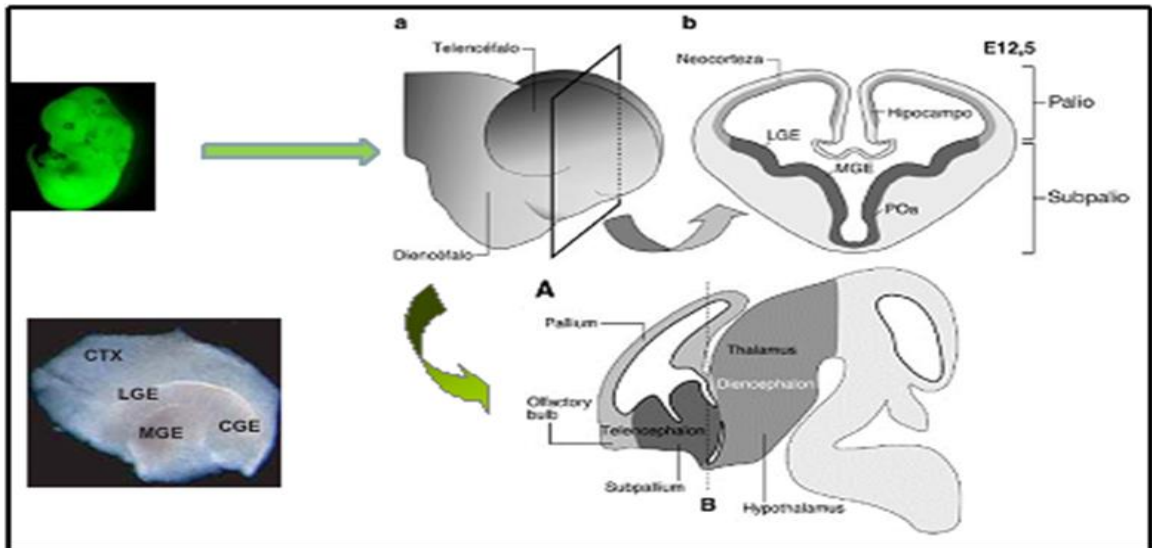 a
b
Telencéfalo
E12,5
Neocorteza
Palio
Hipocampo
LGE
MGE
Subpalio
POa
Diencéfalo
A
Pallium
Thalamus
Diencephalon
Olfactory
bulb
Telencephalon
Subpallium
B
Hypothalamus
CTX
LGE
MGE
CGE